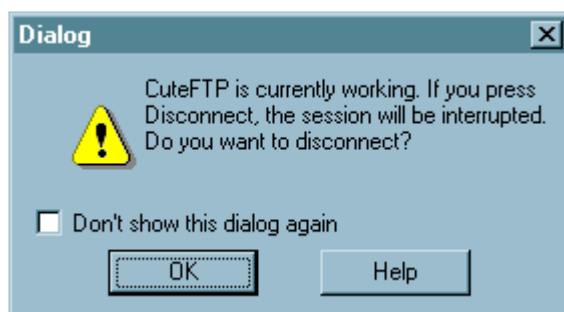 Dialog
CuteFTP is currently working. If you press
Disconnect, the session will be interrupted.
Do you want to disconnect?
Don't show this dialog again
OK
Help